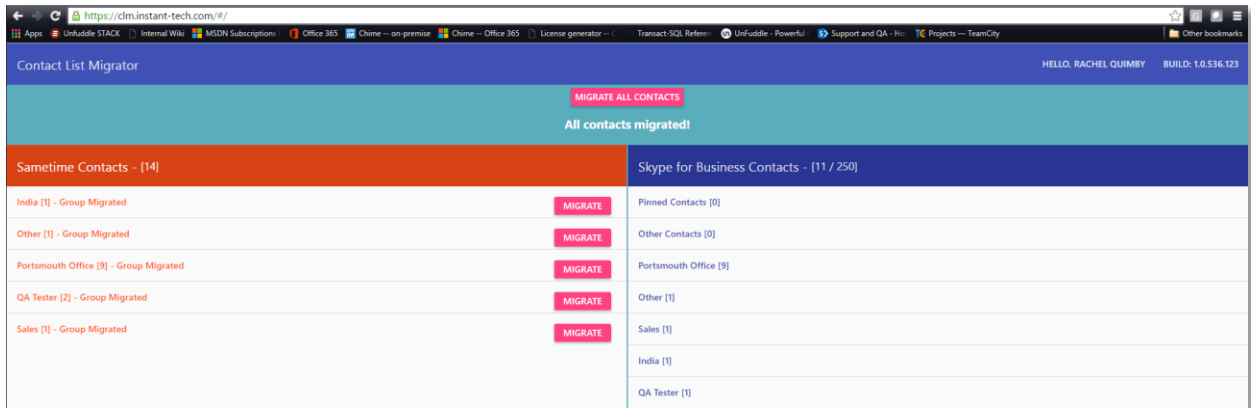 https://clm.instant-tech.com/#/
Apps Unfuddle STACK Internal Wiki MSDN Subscriptions Office 365 Chime -- on-premise Chime -- Office 365 License generator -- Transact-SQL Referen UnFuddle - Powerful Support and QA - Ho Projects — TeamCity Other bookmarks
Contact List Migrator HELLO, RACHEL QUIMBY BUILD: 1.0.536.123
MIGRATE ALL CONTACTS
All contacts migrated!
Sametime Contacts - [14]
India [1] - Group Migrated MIGRATE
Other [1] - Group Migrated MIGRATE
Portsmouth Office [9] - Group Migrated MIGRATE
QA Tester [2] - Group Migrated MIGRATE
Sales [1] - Group Migrated MIGRATE
Skype for Business Contacts - [11 / 250]
Pinned Contacts [0]
Other Contacts [0]
Portsmouth Office [9]
Other [1]
Sales [1]
India [1]
QA Tester [1]